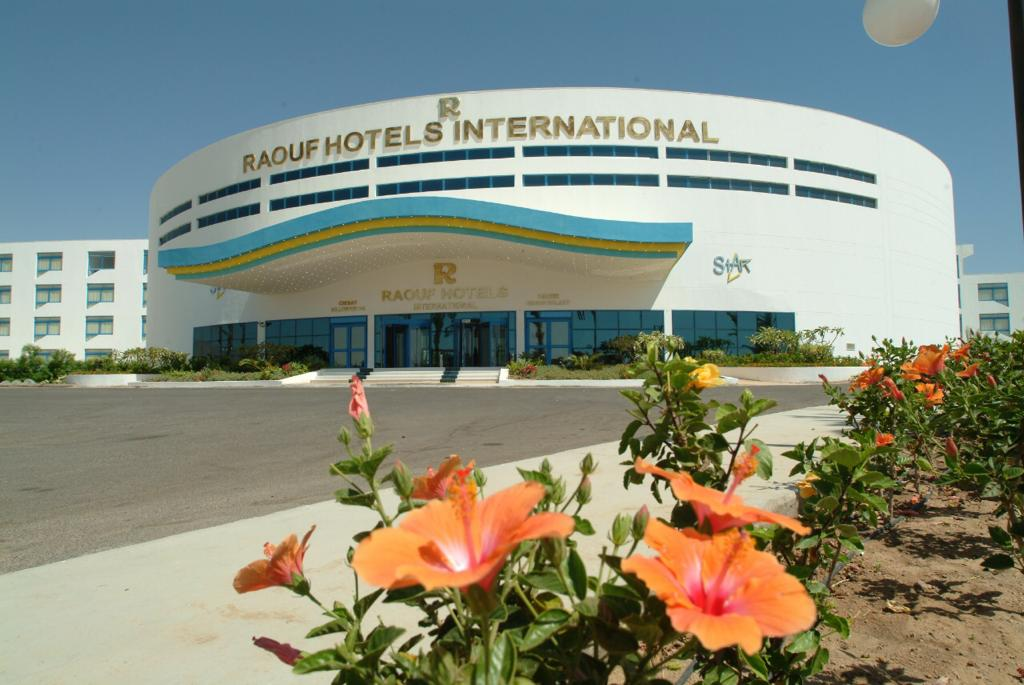 R
RAOUF HOTELS INTERNATIONAL
STAR
R
RAOUF HOTELS
INTERNATIONAL